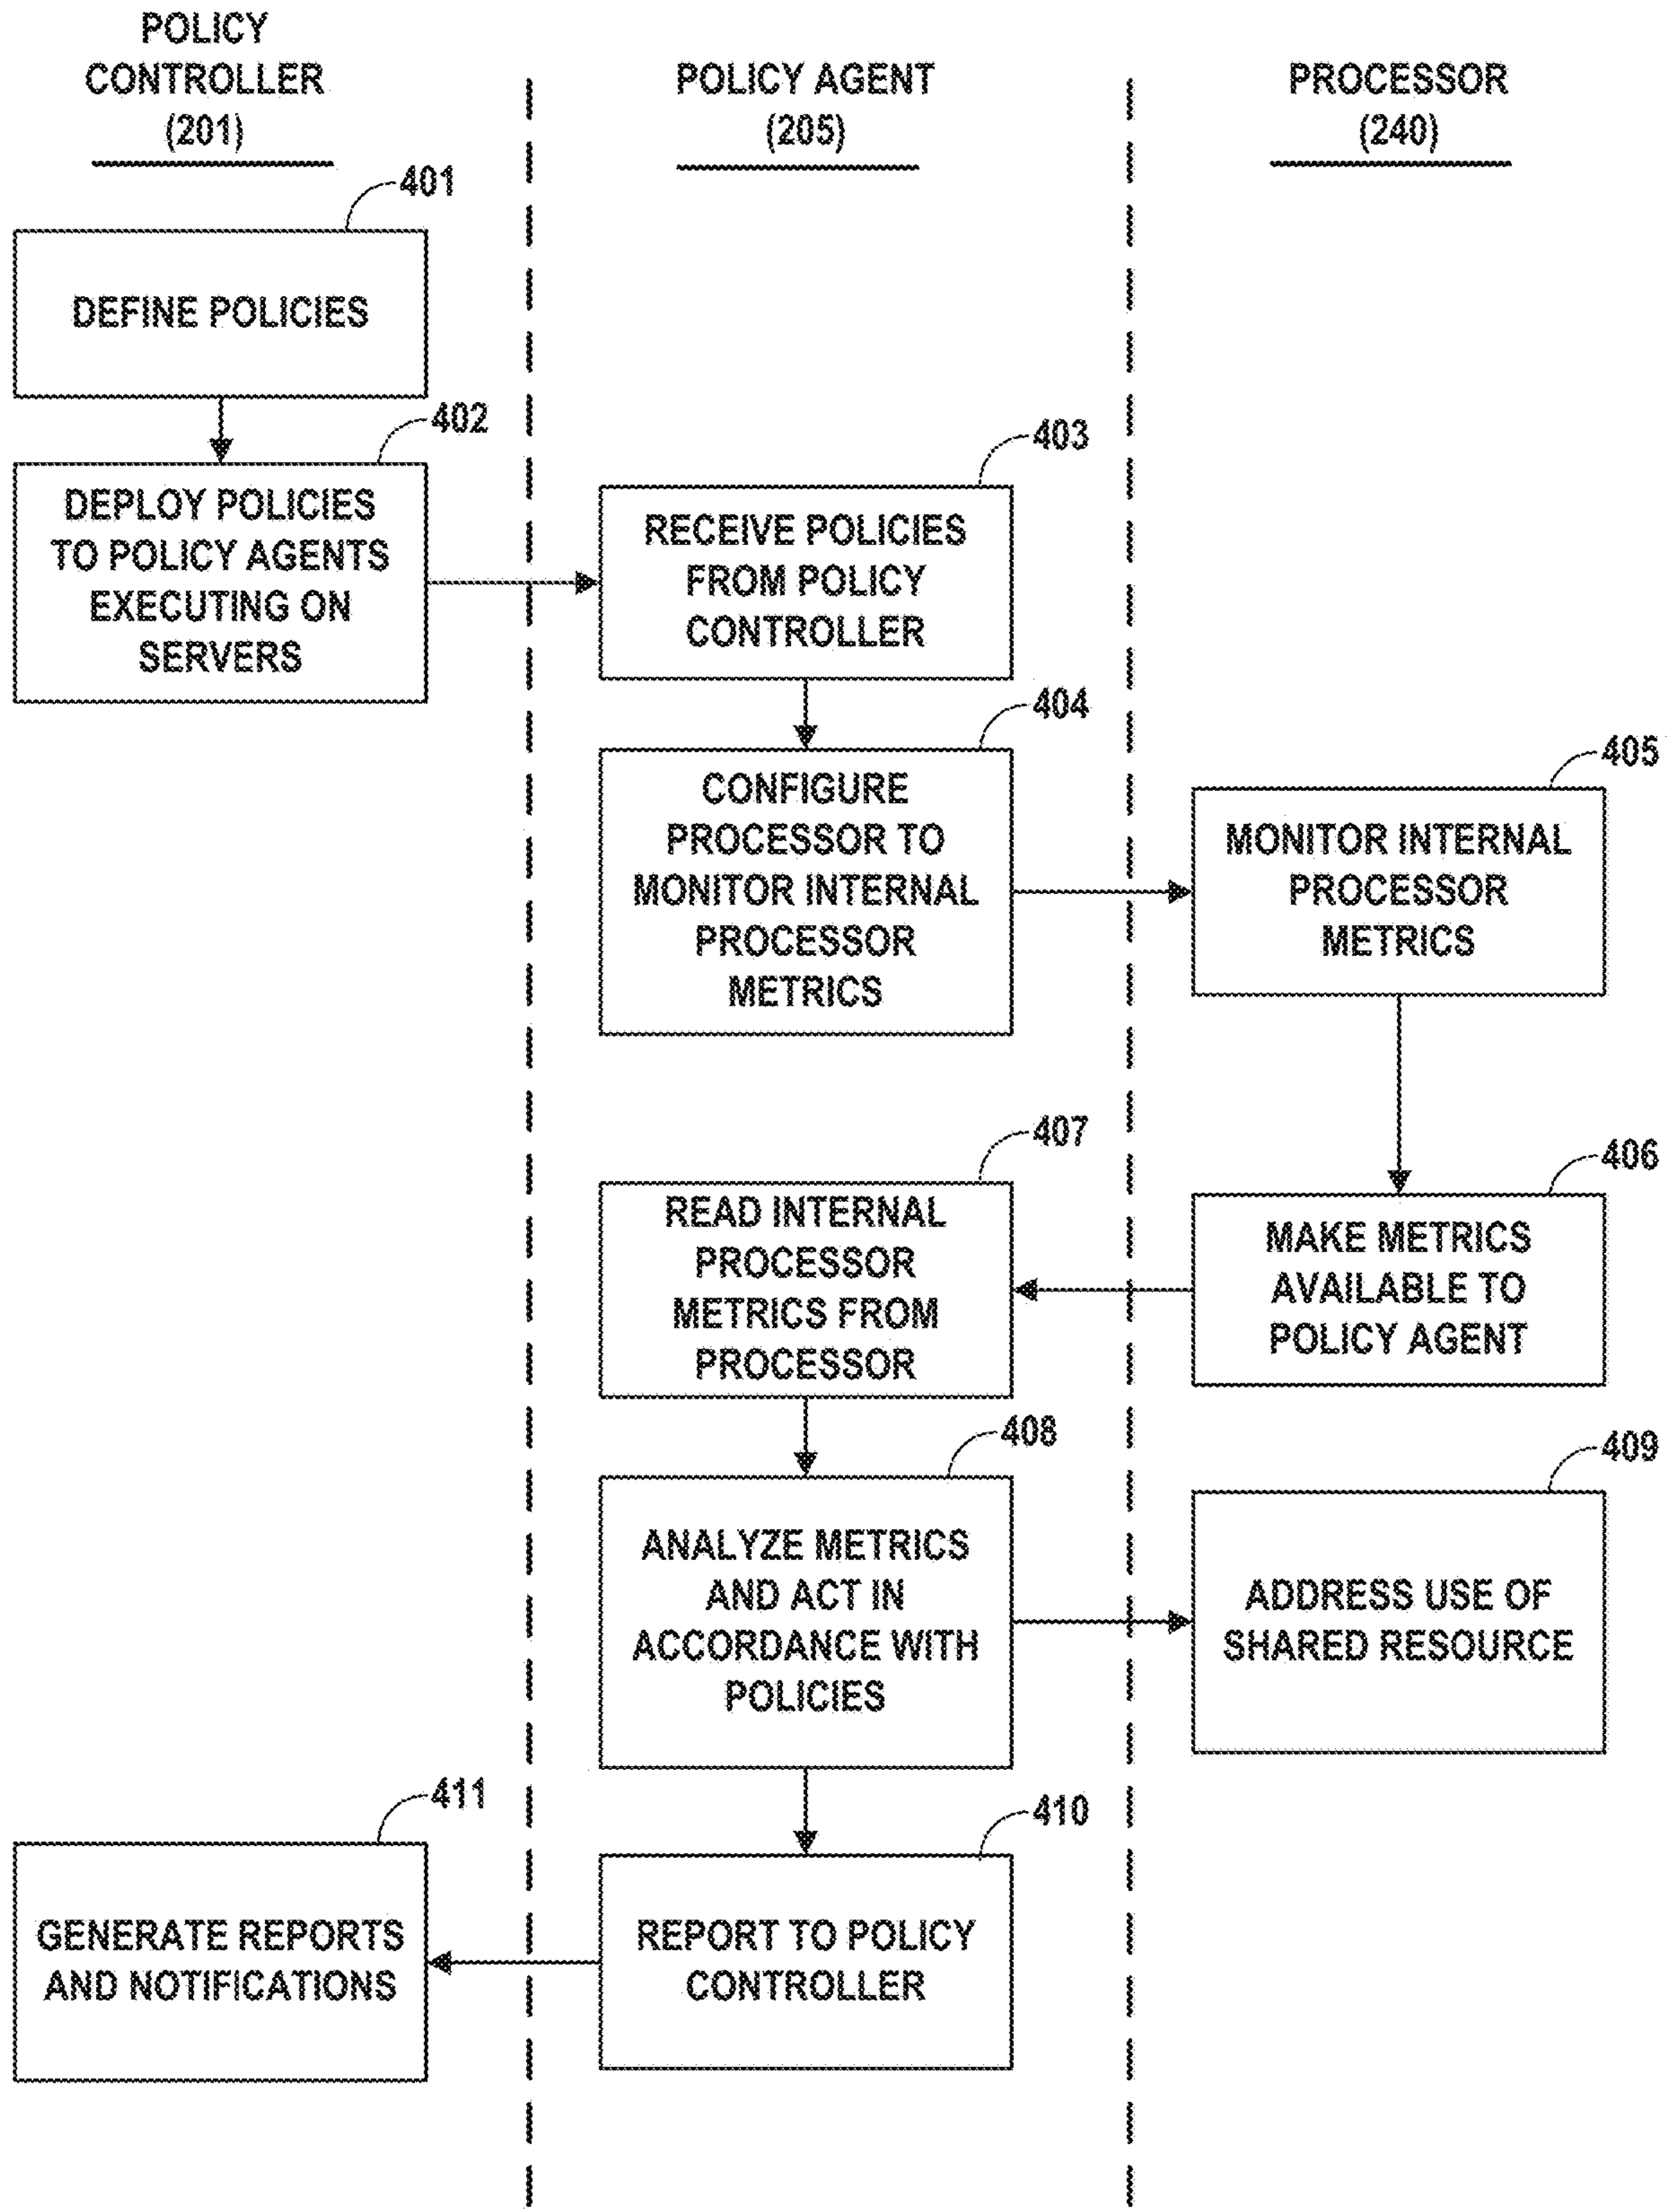 POLICY
CONTROLLER
(201)
POLICY AGENT
(205)
PROCESSOR
(240)
401
DEFINE POLICIES
402
DEPLOY POLICIES
TO POLICY AGENTS
EXECUTING ON
SERVERS
403
RECEIVE POLICIES
FROM POLICY
CONTROLLER
404
CONFIGURE
PROCESSOR TO
MONITOR INTERNAL
PROCESSOR
METRICS
405
MONITOR INTERNAL
PROCESSOR
METRICS
406
MAKE METRICS
AVAILABLE TO
POLICY AGENT
407
READ INTERNAL
PROCESSOR
METRICS FROM
PROCESSOR
408
ANALYZE METRICS
AND ACT IN
ACCORDANCE WITH
POLICIES
409
ADDRESS USE OF
SHARED RESOURCE
410
REPORT TO POLICY
CONTROLLER
411
GENERATE REPORTS
AND NOTIFICATIONS